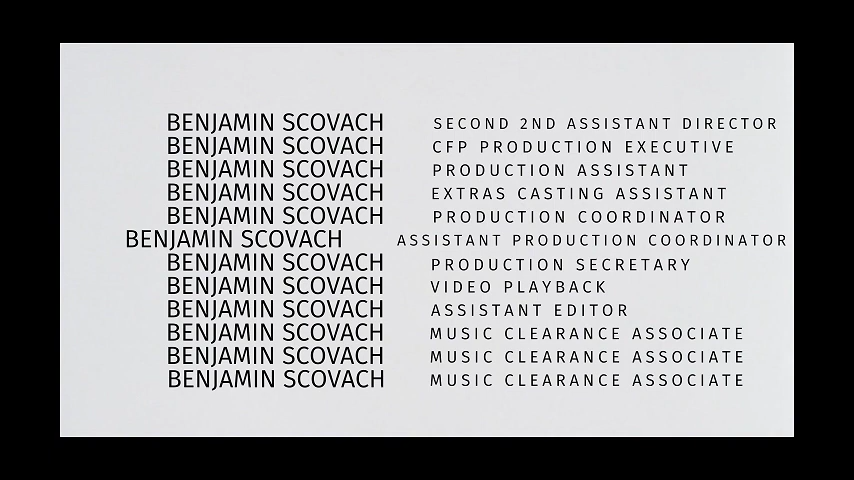 BENJAMIN SCOVACH SECOND 2ND ASSISTANT DIRECTOR
BENJAMIN SCOVACH CFP PRODUCTION EXECUTIVE
BENJAMIN SCOVACH PRODUCTION ASSISTANT
BENJAMIN SCOVACH EXTRAS CASTING ASSISTANT
BENJAMIN SCOVACH PRODUCTION COORDINATOR
BENJAMIN SCOVACH ASSISTANT PRODUCTION COORDINATOR
BENJAMIN SCOVACH PRODUCTION SECRETARY
BENJAMIN SCOVACH VIDEO PLAYBACK
BENJAMIN SCOVACH ASSISTANT EDITOR
BENJAMIN SCOVACH MUSIC CLEARANCE ASSOCIATE
BENJAMIN SCOVACH MUSIC CLEARANCE ASSOCIATE
BENJAMIN SCOVACH MUSIC CLEARANCE ASSOCIATE